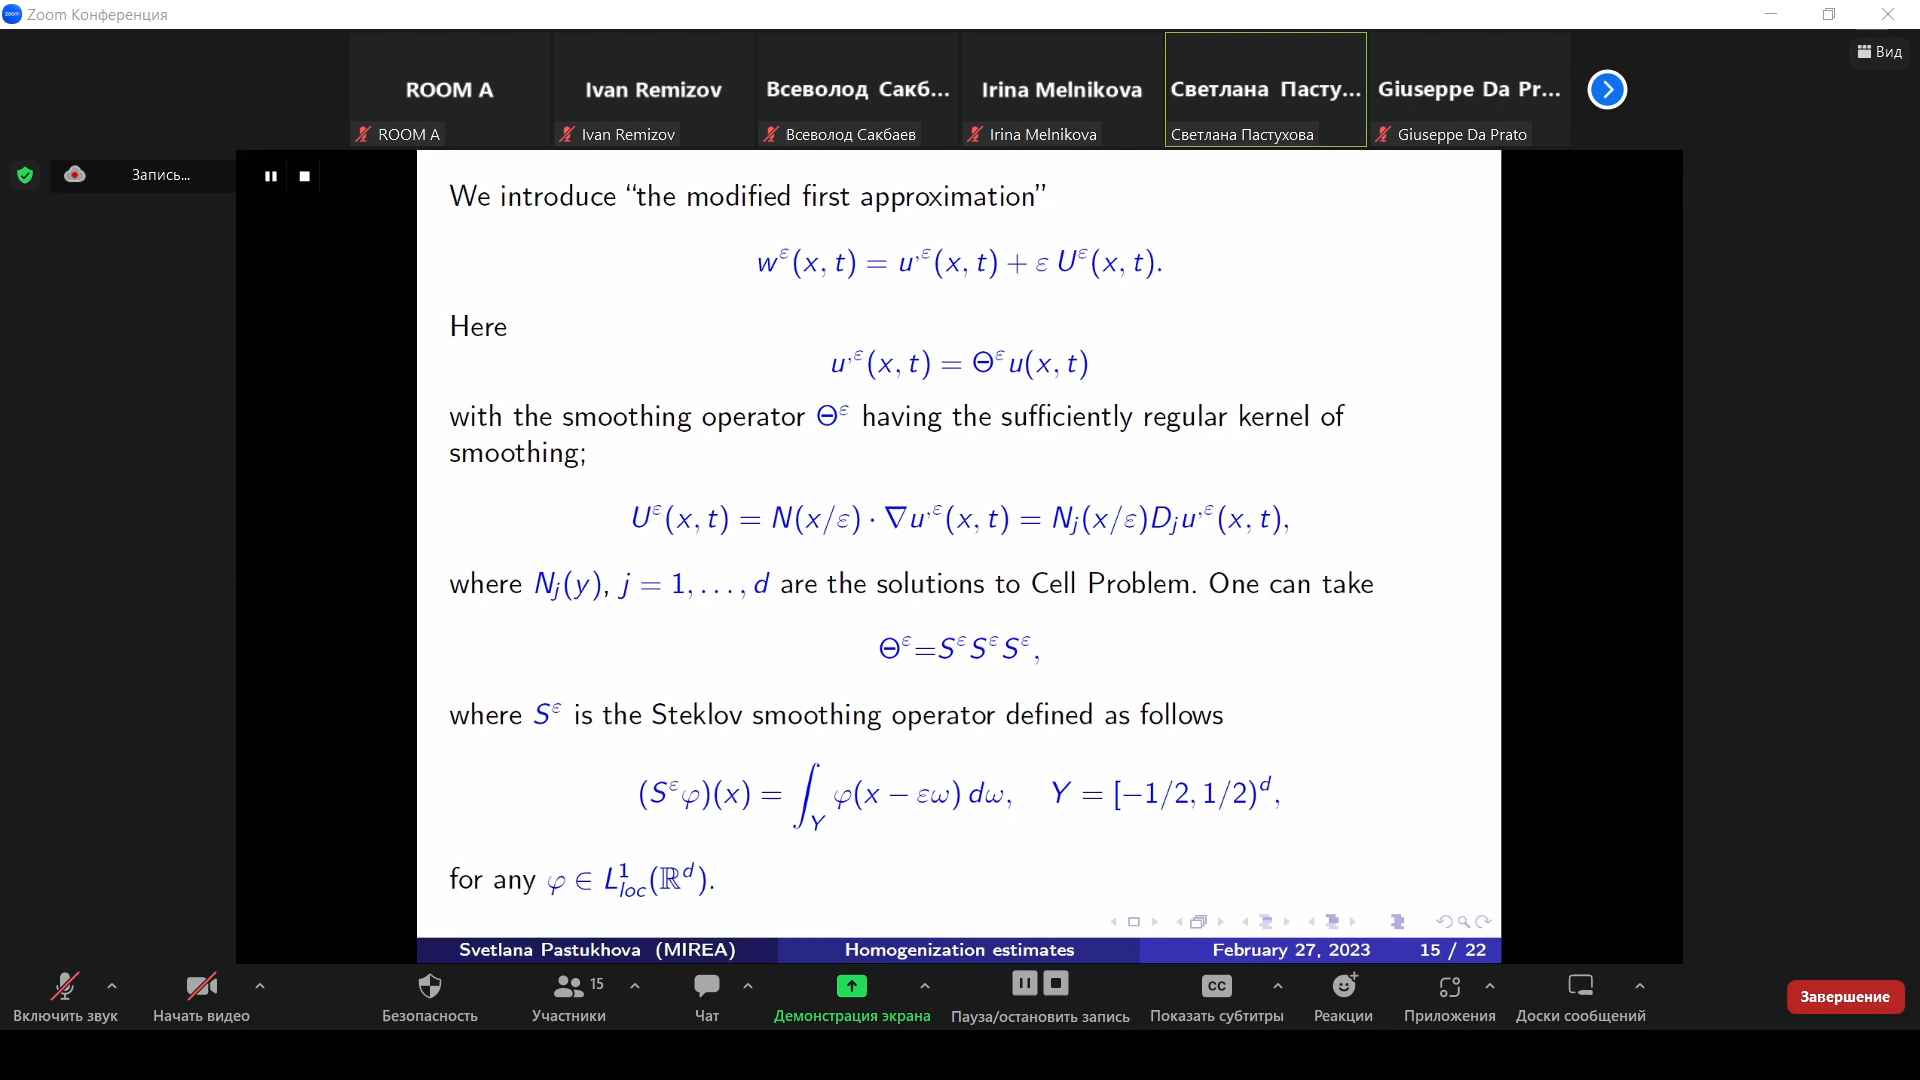 zoom Zoom Конференция
Вид
ROOM A
Ivan Remizov
Всеволод Сакб...
Irina Melnikova
Светлана Пасту...
Giuseppe Da Pr...
ROOM A
Ivan Remizov
Всеволод Сакбаев
Irina Melnikova
Светлана Пастухова
Giuseppe Da Prato
Запись...
We introduce “the modified first approximation”
w^ε(x, t) = u^{,ε}(x, t) + ε U^ε(x, t).
Here
u^{,ε}(x, t) = Θ^ε u(x, t)
with the smoothing operator Θ^ε having the sufficiently regular kernel of
smoothing;
U^ε(x, t) = N(x/ε) · ∇u^{,ε}(x, t) = N_j(x/ε)D_j u^{,ε}(x, t),
where N_j(y), j = 1, . . . , d are the solutions to Cell Problem. One can take
Θ^ε=S^ε S^ε S^ε,
where S^ε is the Steklov smoothing operator defined as follows
(S^ε φ)(x) = ∫_Y φ(x − εω) dω, Y = [−1/2, 1/2)^d,
for any φ ∈ L^1_{loc}(ℝ^d).
Svetlana Pastukhova (MIREA) Homogenization estimates February 27, 2023 15 / 22
15
CC
Включить звук
Начать видео
Безопасность
Участники
Чат
Демонстрация экрана
Пауза/остановить запись
Показать субтитры
Реакции
Приложения
Доски сообщений
Завершение